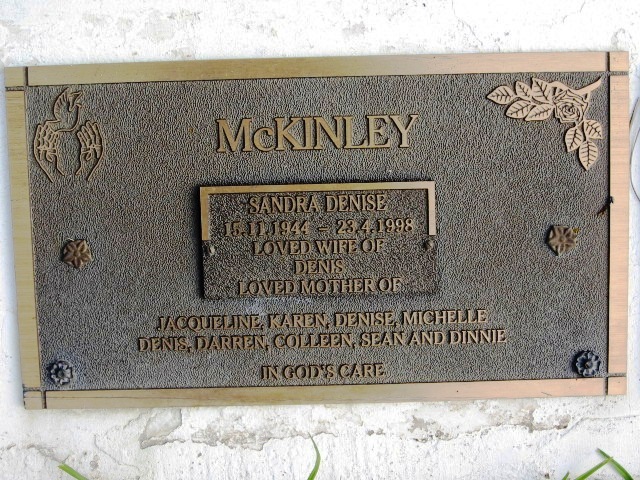 McKINLEY
SANDRA DENISE
15.11.1944 - 23.4.1998
LOVED WIFE OF
DENIS
LOVED MOTHER OF
JACQUELINE, KAREN, DENISE, MICHELLE
DENIS, DARREN, COLLEEN, SEAN AND DINNIE
IN GOD'S CARE